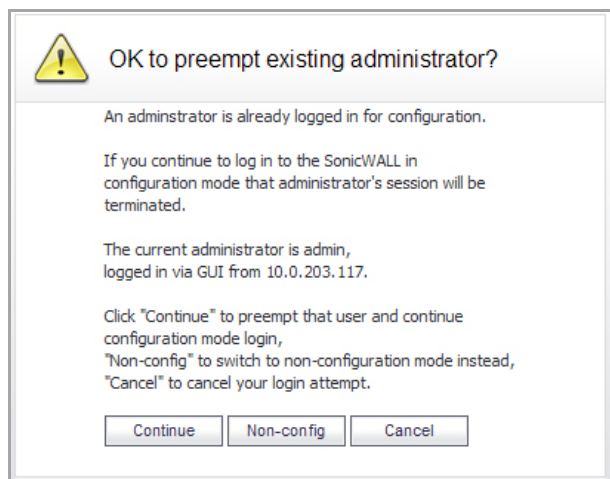 OK to preempt existing administrator?
An adminstrator is already logged in for configuration.
If you continue to log in to the SonicWALL in
configuration mode that administrator's session will be
terminated.
The current administrator is admin,
logged in via GUI from 10.0.203.117.
Click "Continue" to preempt that user and continue
configuration mode login,
"Non-config" to switch to non-configuration mode instead,
"Cancel" to cancel your login attempt.
Continue Non-config Cancel